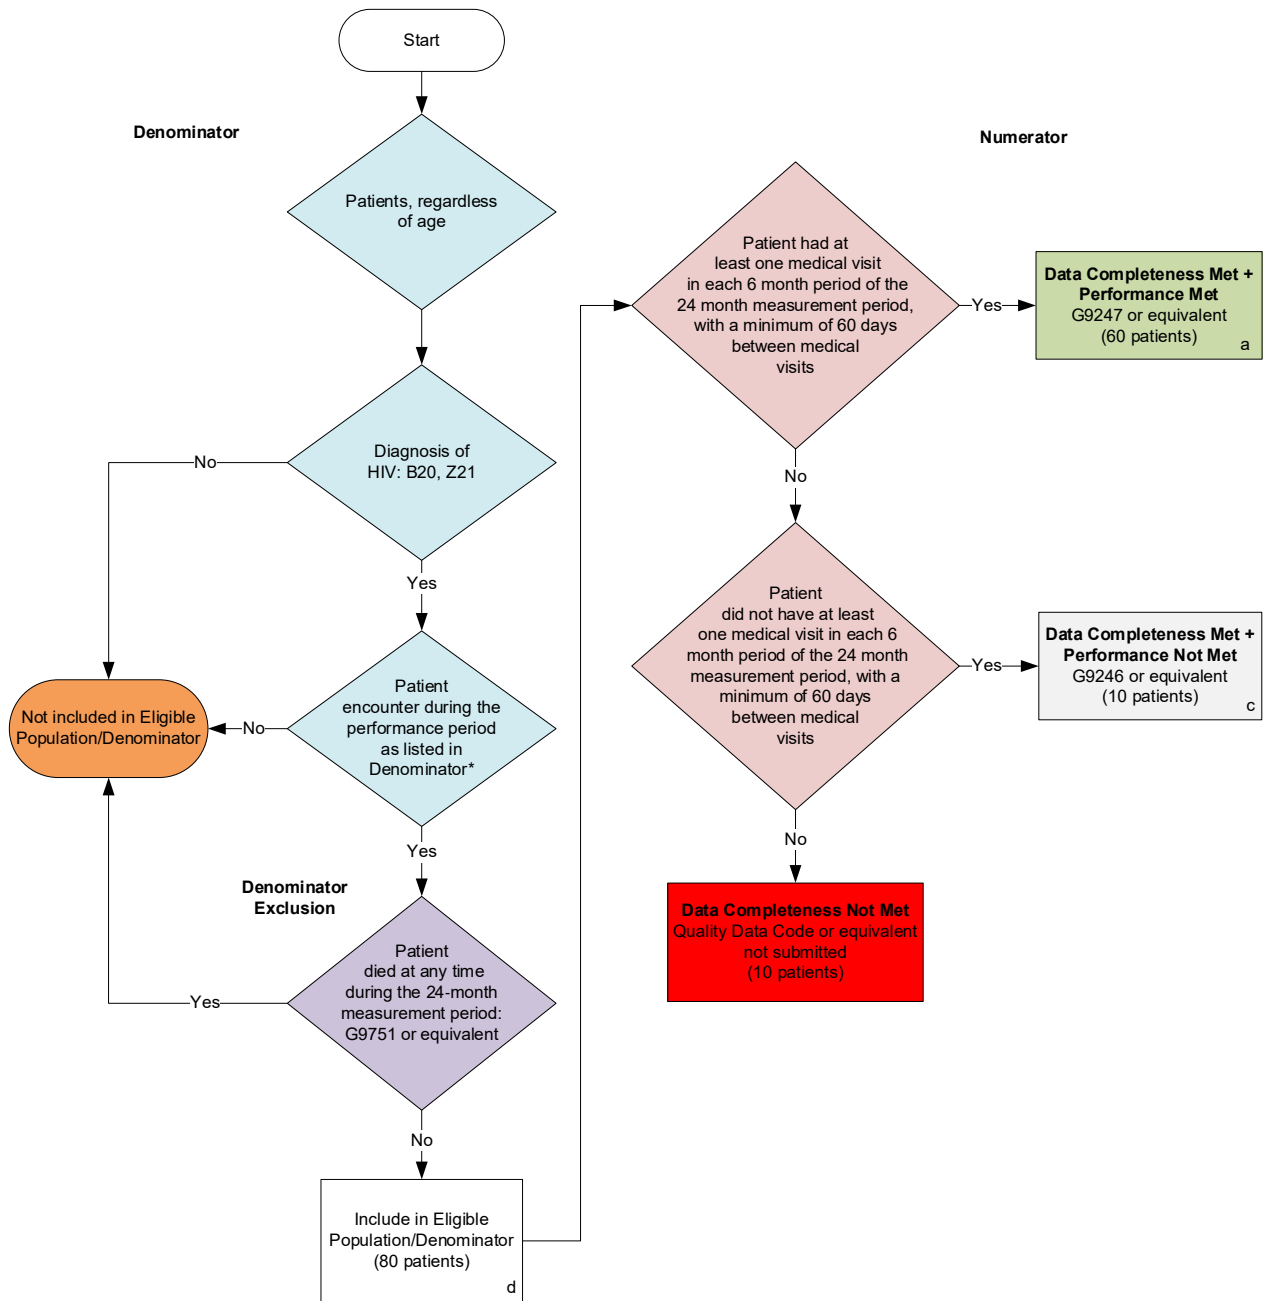 Start
Denominator
Patients, regardless
of age
Diagnosis of
HIV: B20, Z21
No
Yes
Patient
encounter during the
performance period
as listed in
Denominator*
No
Not included in Eligible
Population/Denominator
Yes
Denominator
Exclusion
Patient
died at any time
during the 24-month
measurement period:
G9751 or equivalent
Yes
No
Include in Eligible
Population/Denominator
(80 patients)
d
Numerator
Patient had at
least one medical visit
in each 6 month period of the
24 month measurement period,
with a minimum of 60 days
between medical
visits
Yes
Data Completeness Met +
Performance Met
G9247 or equivalent
(60 patients)
a
No
Patient
did not have at least
one medical visit in each 6
month period of the 24 month
measurement period, with a
minimum of 60 days
between medical
visits
Yes
Data Completeness Met +
Performance Not Met
G9246 or equivalent
(10 patients)
c
No
Data Completeness Not Met
Quality Data Code or equivalent
not submitted
(10 patients)